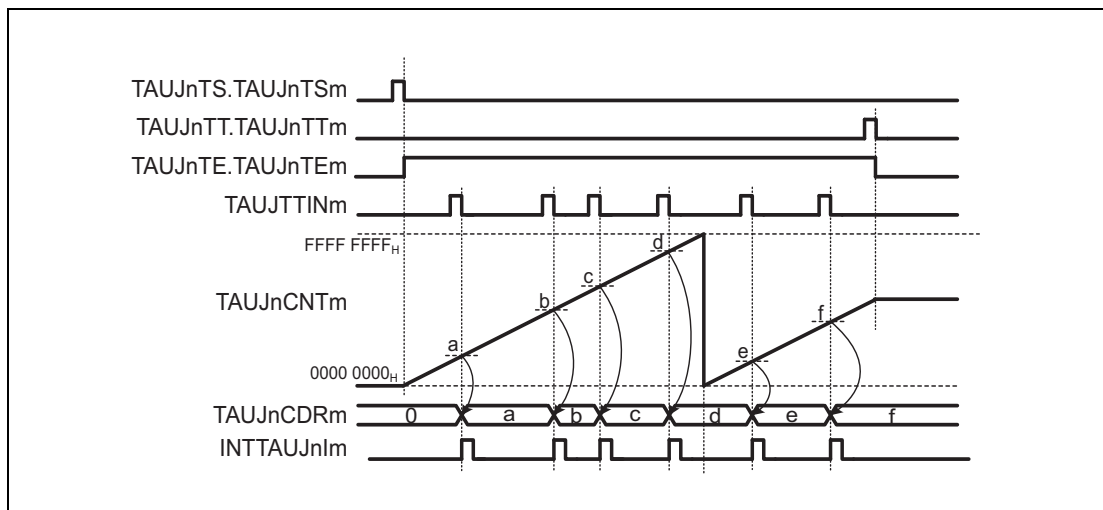 TAUJnTS.TAUJnTSm
TAUJnTT.TAUJnTTm
TAUJnTE.TAUJnTEm
TAUJTTINm
FFFF FFFFH
d
c
TAUJnCNTm
b
f
a
e
0000 0000H
TAUJnCDRm 0 a b c d e f
INTTAUJnIm